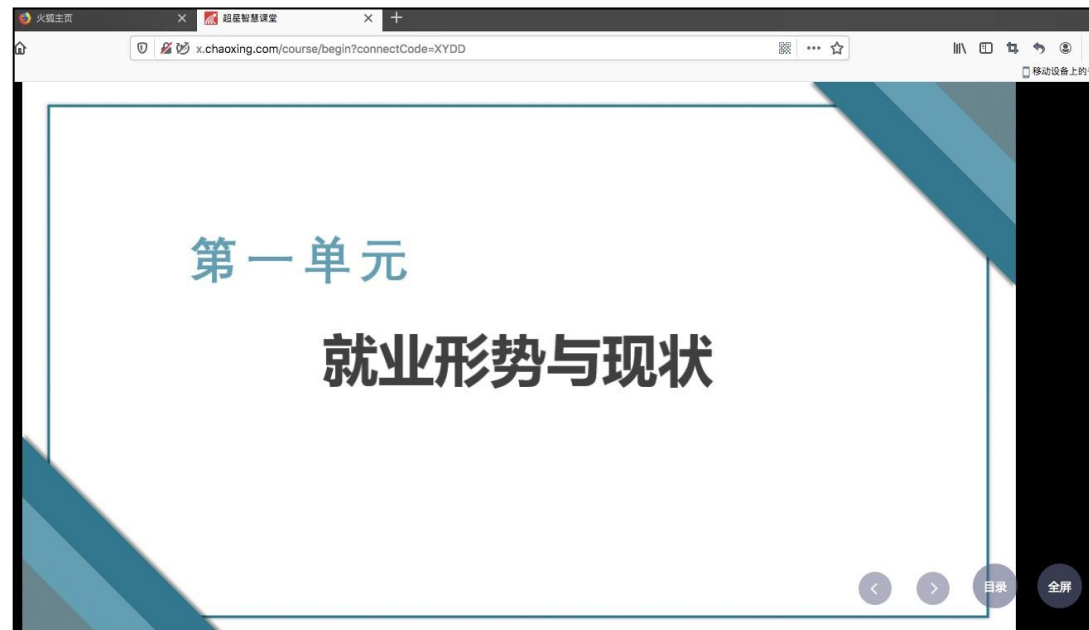 火狐主页
超星智慧课堂
x.chaoxing.com/course/begin?connectCode=XYDD
移动设备上的
第一单元
就业形势与现状
目录
全屏